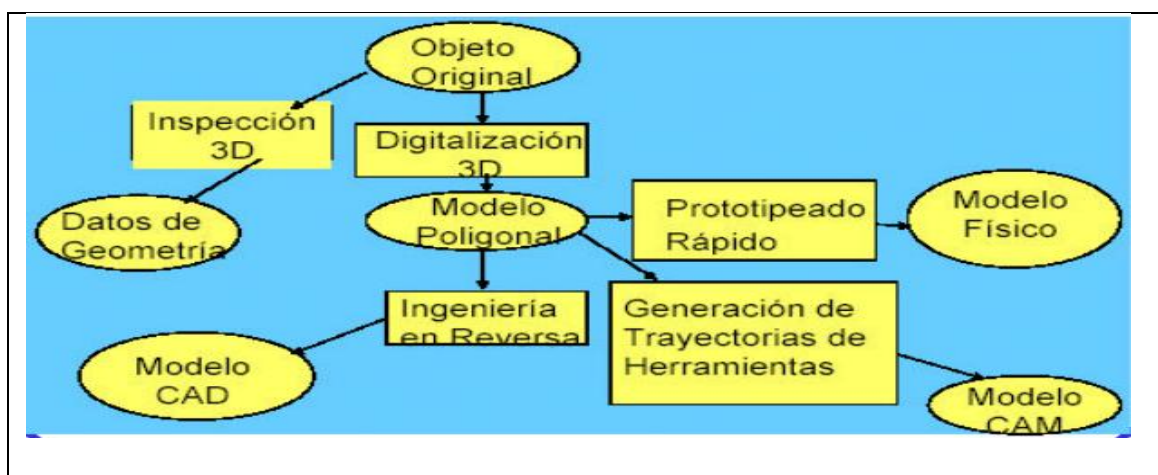 Objeto
Original
Inspección
3D
Digitalización
3D
Datos de
Geometría
Modelo
Poligonal
Prototipeado
Rápido
Modelo
Físico
Ingeniería
en Reversa
Generación de
Trayectorias de
Herramientas
Modelo
CAD
Modelo
CAM